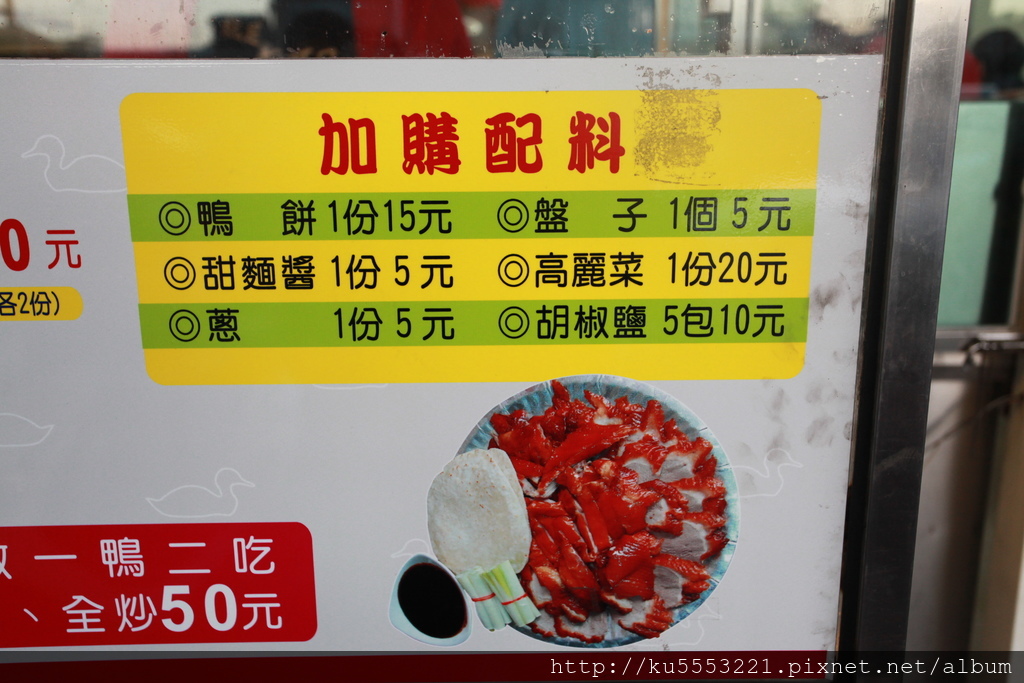 加購配料
◎鴨 餅 1份15元 ◎盤 子 1個 5元
◎甜麵醬 1份 5元 ◎高麗菜 1份20元
◎蔥 1份 5元 ◎胡椒鹽 5包10元
0元
各2份)
一鴨二吃
、全炒50元
http://ku5553221.pixnet.net/album